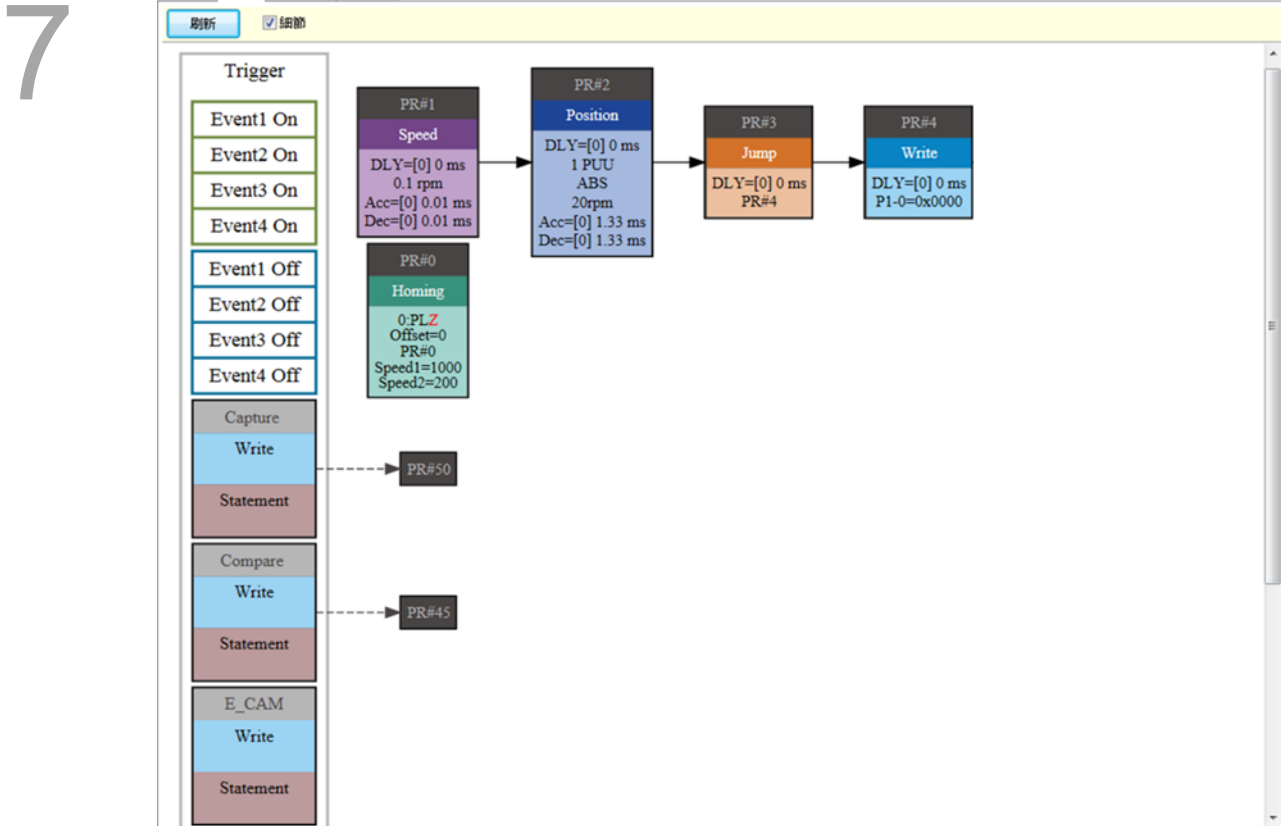 7
刷新
細節
Trigger
Event1 On
Event2 On
Event3 On
Event4 On
Event1 Off
Event2 Off
Event3 Off
Event4 Off
Capture
Write
Statement
Compare
Write
Statement
E_CAM
Write
Statement
PR#1
Speed
DLY=[0] 0 ms
0.1 rpm
Acc=[0] 0.01 ms
Dec=[0] 0.01 ms
PR#2
Position
DLY=[0] 0 ms
1 PUU
ABS
20rpm
Acc=[0] 1.33 ms
Dec=[0] 1.33 ms
PR#3
Jump
DLY=[0] 0 ms
PR#4
PR#4
Write
DLY=[0] 0 ms
P1-0=0x0000
PR#0
Homing
0:PLZ
Offset=0
PR#0
Speed1=1000
Speed2=200
PR#50
PR#45